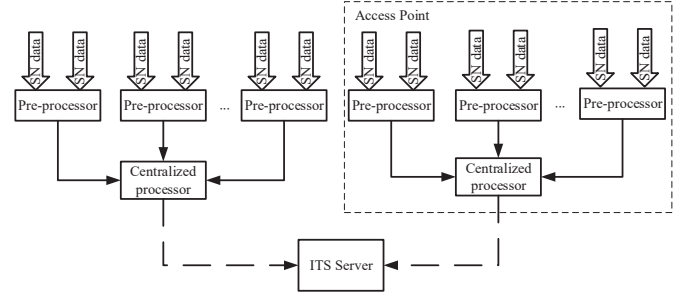 Access Point
SN data SN data SN data SN data SN data SN data SN data SN data SN data SN data SN data SN data
Pre-processor Pre-processor ... Pre-processor Pre-processor Pre-processor ... Pre-processor
Centralized
processor
Centralized
processor
ITS Server